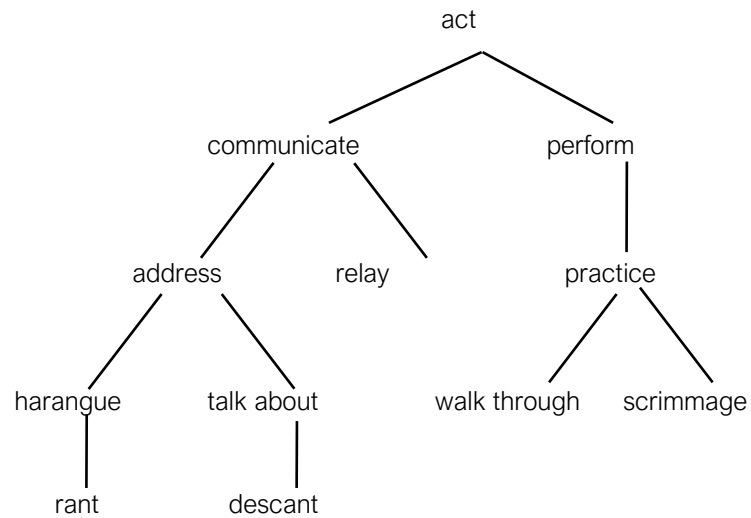 act
communicate perform
address relay practice
harangue talk about walk through scrimmage
rant descant